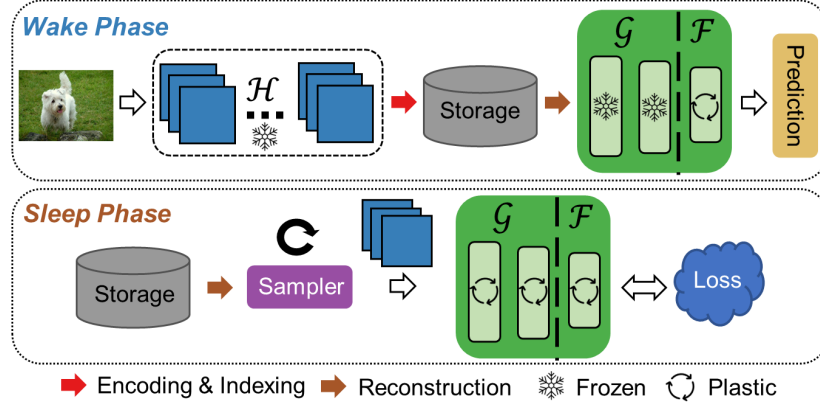 Wake Phase
𝒢 ℱ
ℋ
Storage
Prediction
Sleep Phase
𝒢 ℱ
Storage
Sampler
Loss
Encoding & Indexing
Reconstruction
Frozen
Plastic